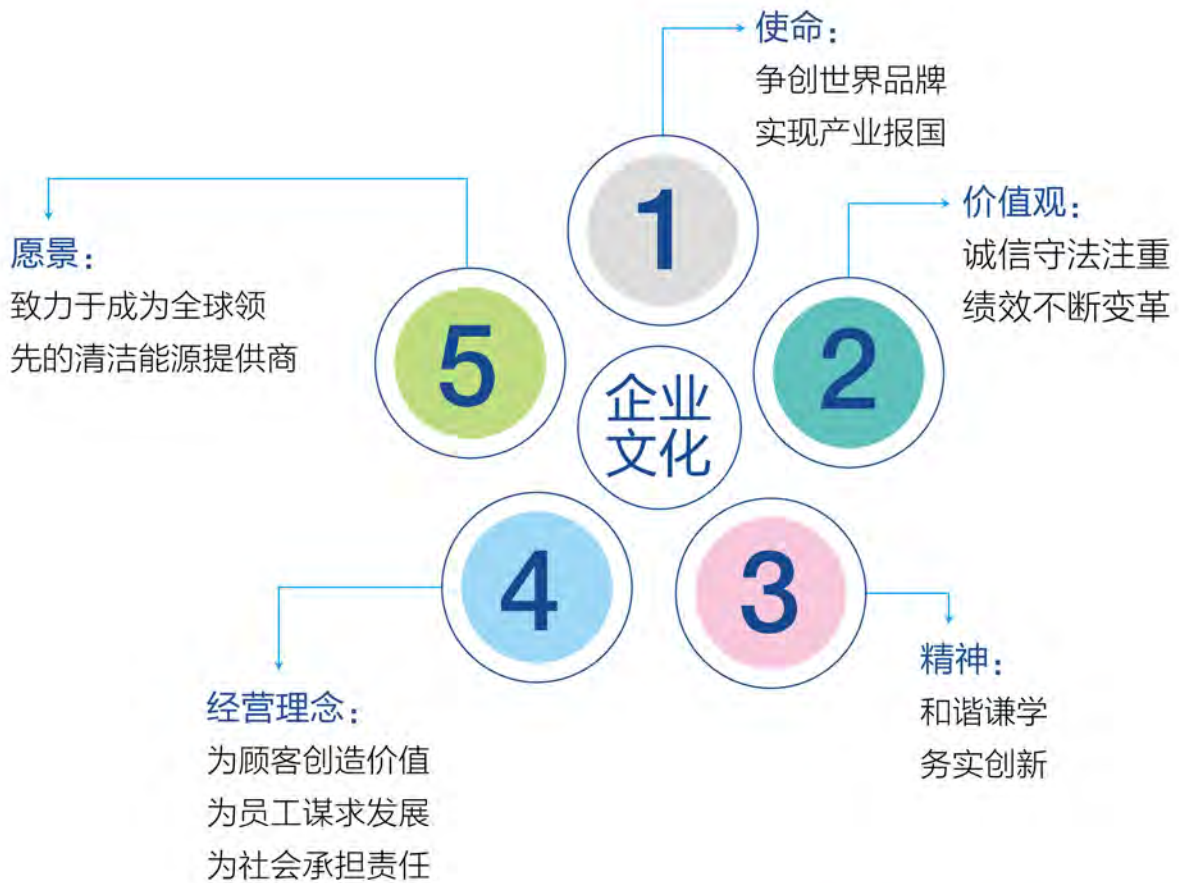 企业
文化
1
使命：
争创世界品牌
实现产业报国
2
价值观：
诚信守法注重
绩效不断变革
3
精神：
和谐谦学
务实创新
4
经营理念：
为顾客创造价值
为员工谋求发展
为社会承担责任
5
愿景：
致力于成为全球领
先的清洁能源提供商